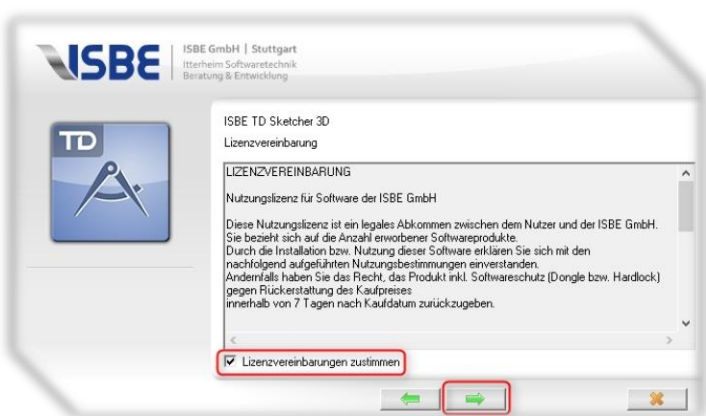 ISBE
ISBE GmbH | Stuttgart
Itterheim Softwaretechnik
Beratung & Entwicklung
TD
ISBE TD Sketcher 3D
Lizenzvereinbarung
LIZENZVEREINBARUNG
Nutzungslizenz für Software der ISBE GmbH
Diese Nutzungslizenz ist ein legales Abkommen zwischen dem Nutzer und der ISBE GmbH.
Sie bezieht sich auf die Anzahl erworbener Softwareprodukte.
Durch die Installation bzw. Nutzung dieser Software erklären Sie sich mit den
nachfolgend aufgeführten Nutzungsbestimmungen einverstanden.
Andernfalls haben Sie das Recht, das Produkt inkl. Softwareschutz (Dongle bzw. Hardlock)
gegen Rückerstattung des Kaufpreises
innerhalb von 7 Tagen nach Kaufdatum zurückzugeben.
Lizenzvereinbarungen zustimmen